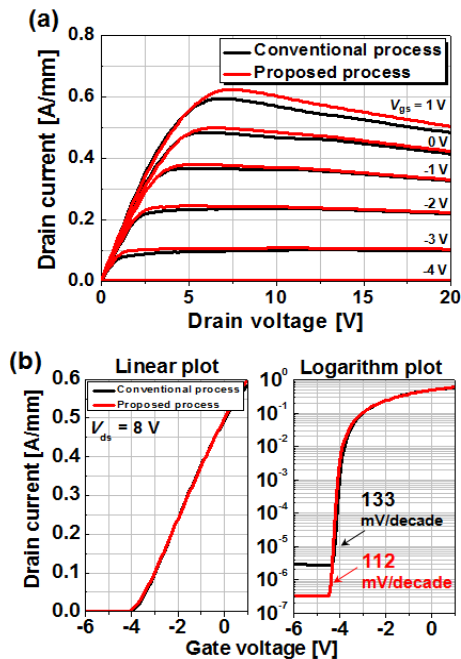 (a)
Conventional process
Proposed process
Vgs = 1 V
0 V
-1 V
-2 V
-3 V
-4 V
Drain current [A/mm]
0.8
0.6
0.4
0.2
0.0
0 5 10 15 20
Drain voltage [V]
(b)
Linear plot
Logarithm plot
Conventional process
Proposed process
Vds = 8 V
Drain current [A/mm]
0.6
0.5
0.4
0.3
0.2
0.1
0.0
-6 -4 -2 0
10^0
10^-1
10^-2
10^-3
10^-4
10^-5
10^-6
10^-7
133
mV/decade
112
mV/decade
-6 -4 -2 0
Gate voltage [V]